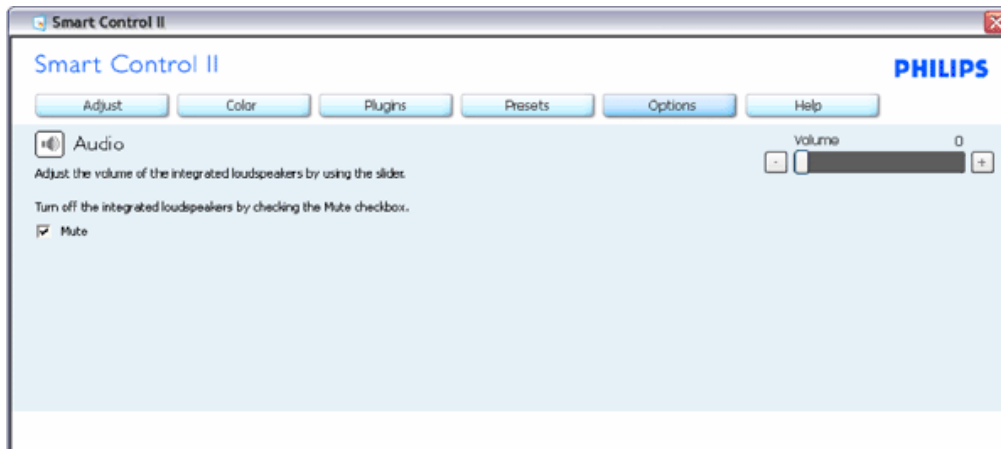 Smart Control II
Smart Control II
PHILIPS
Adjust Color Plugins Presets Options Help
Audio
Volume 0
- +
Adjust the volume of the integrated loudspeakers by using the slider.
Turn off the integrated loudspeakers by checking the Mute checkbox.
Mute